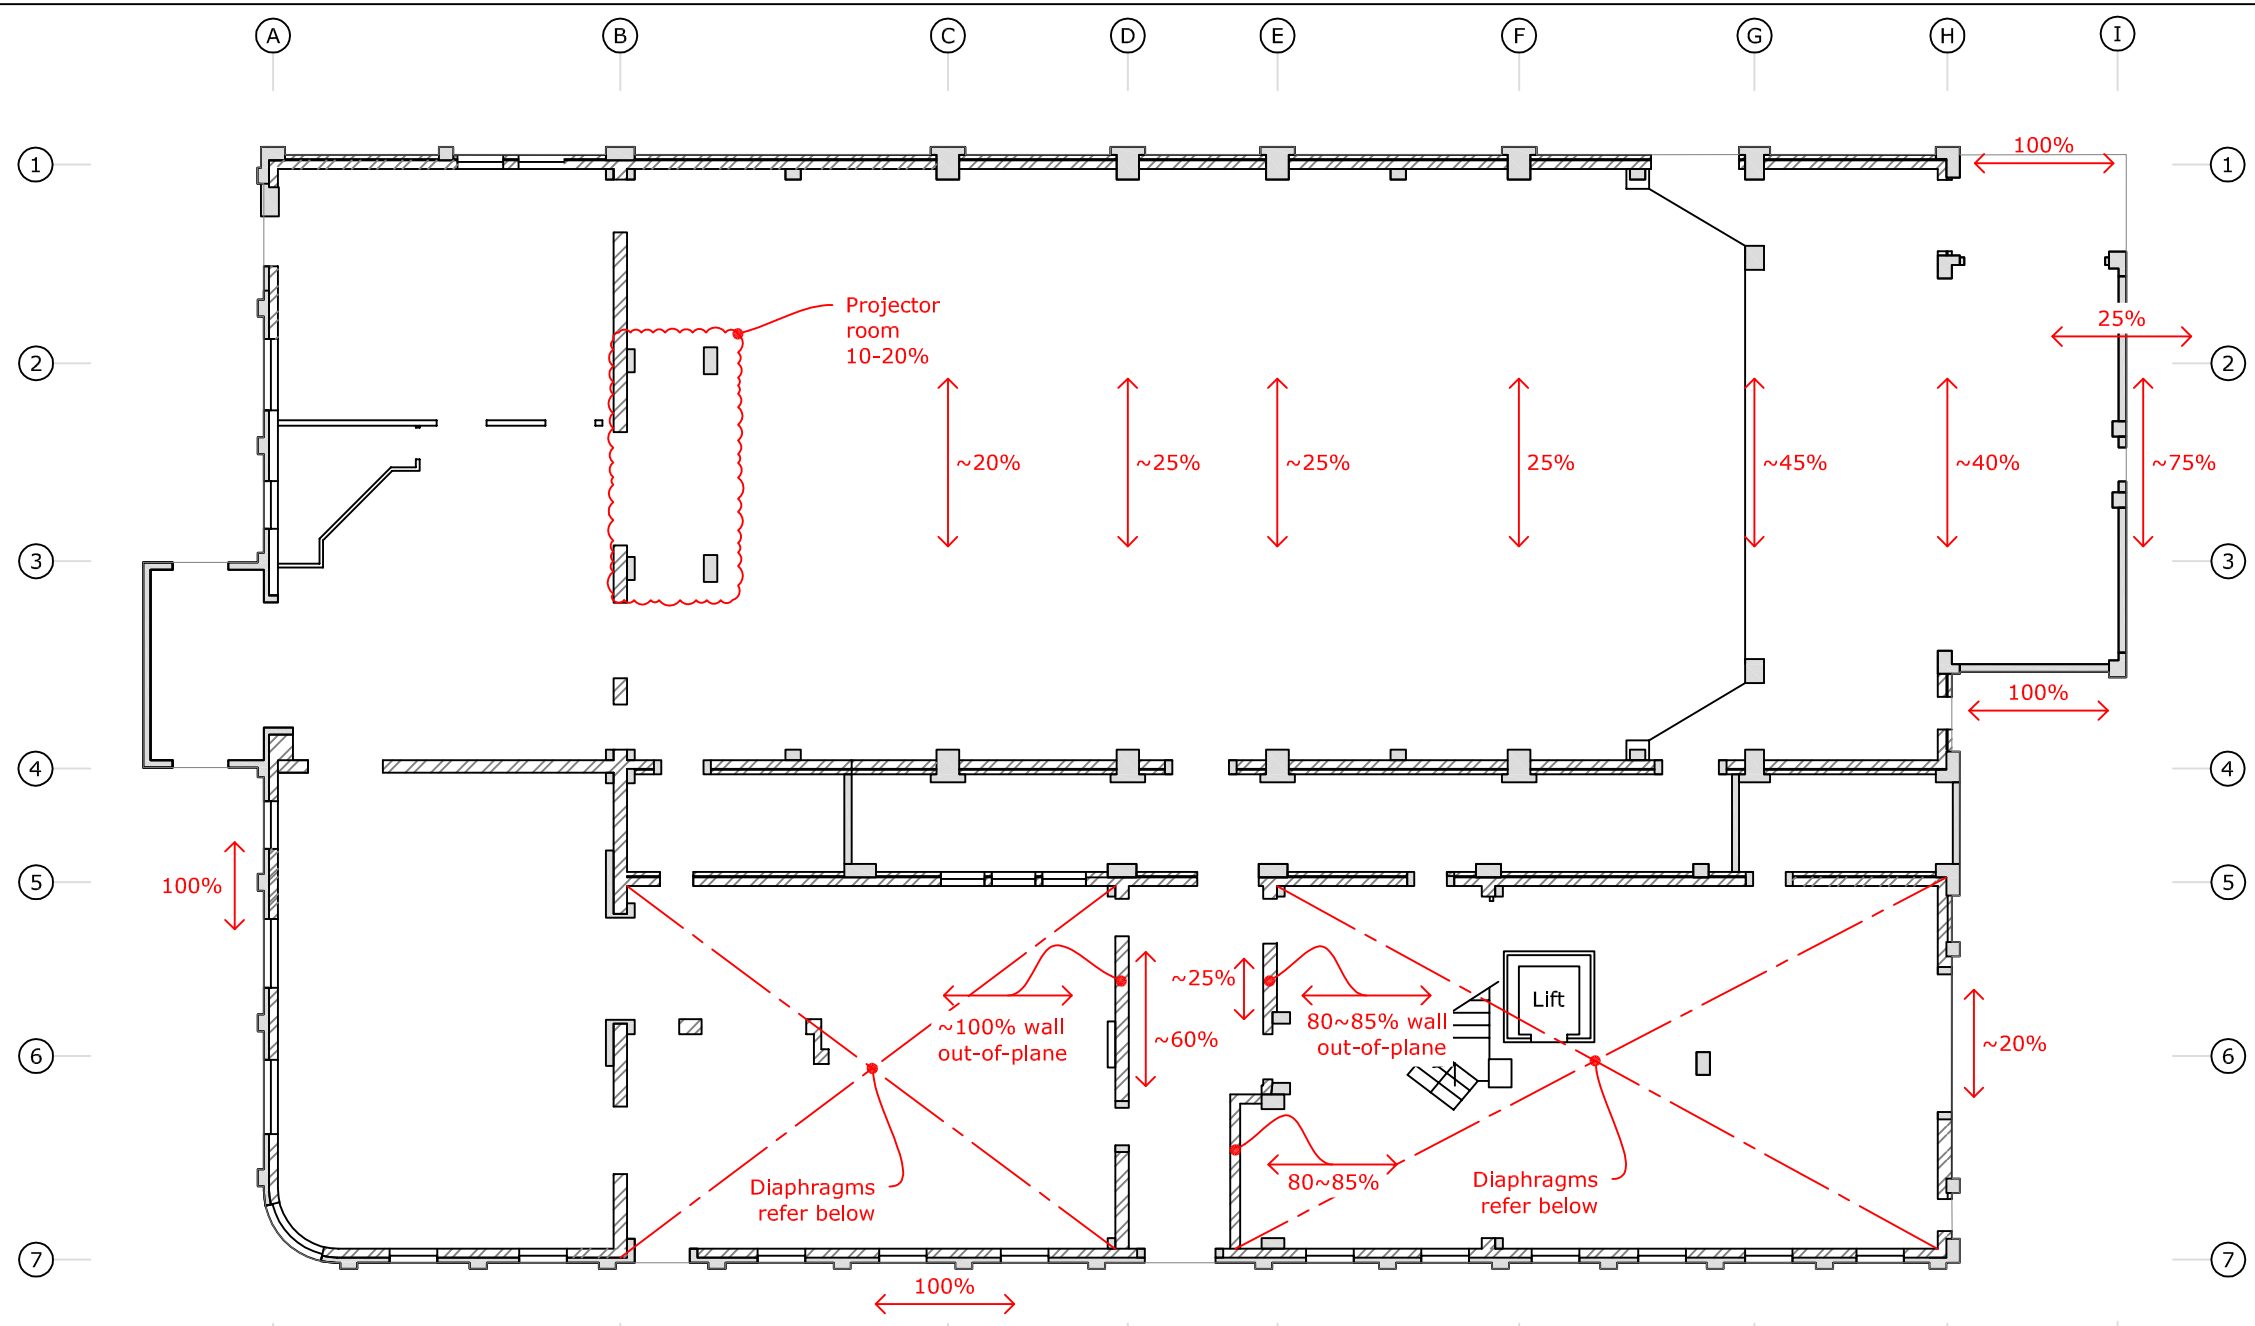 A B C D E F G H I
1 100% 1
Projector
room
10-20%
25%
2 2
~20% ~25% ~25% 25% ~45% ~40% ~75%
3 3
100%
4 4
5 100% 5
~25%
Lift
~100% wall
out-of-plane
80~85% wall
out-of-plane
~60%
~20%
6 6
80~85%
Diaphragms
refer below
Diaphragms
refer below
7 7
100%